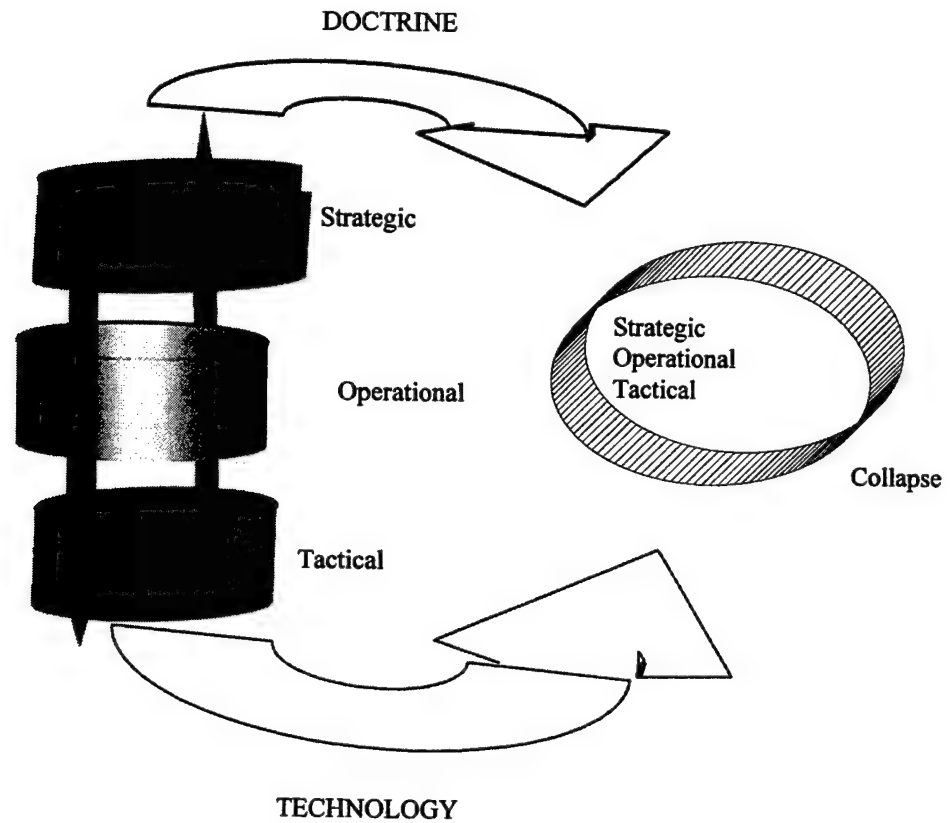 DOCTRINE
Strategic
Strategic
Operational
Tactical
Operational
Collapse
Tactical
TECHNOLOGY